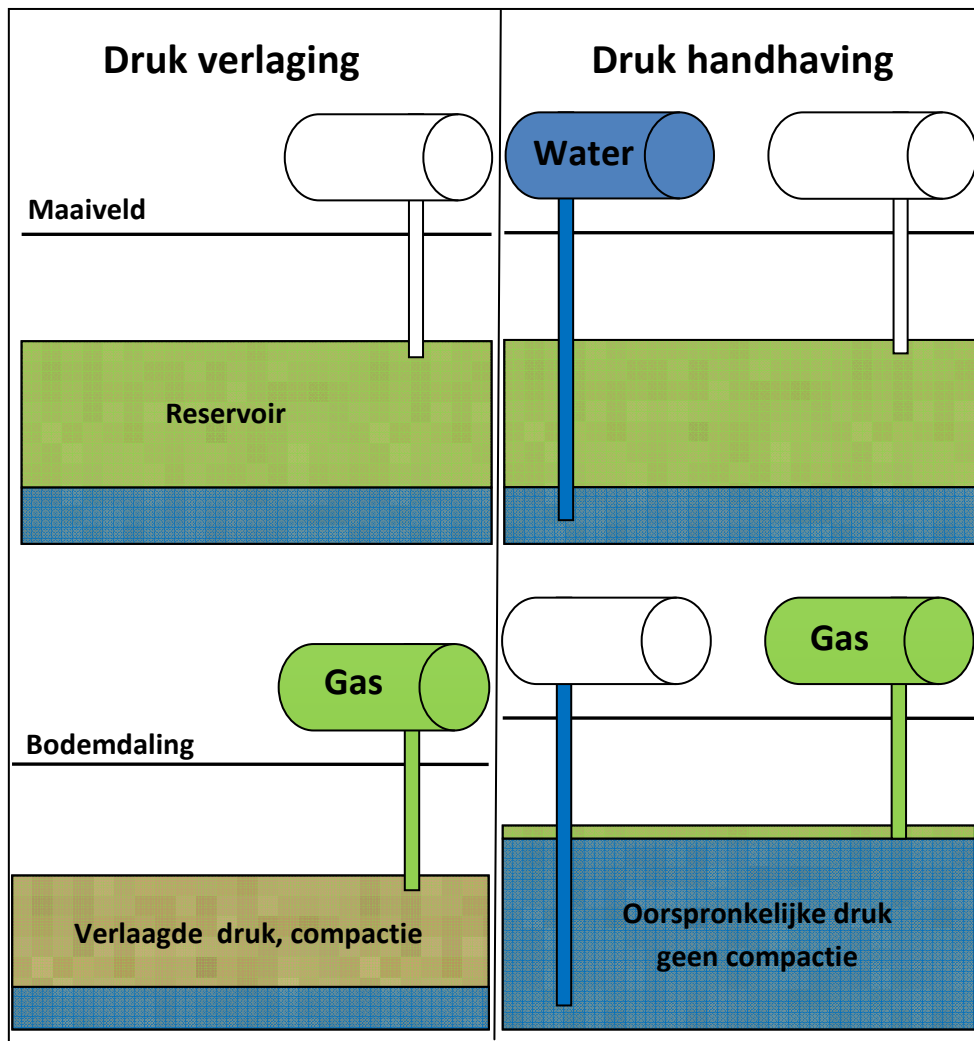 Druk verlaging
Druk handhaving
Water
Maaiveld
Reservoir
Gas
Gas
Bodemdaling
Verlaagde druk, compactie
Oorspronkelijke druk
geen compactie